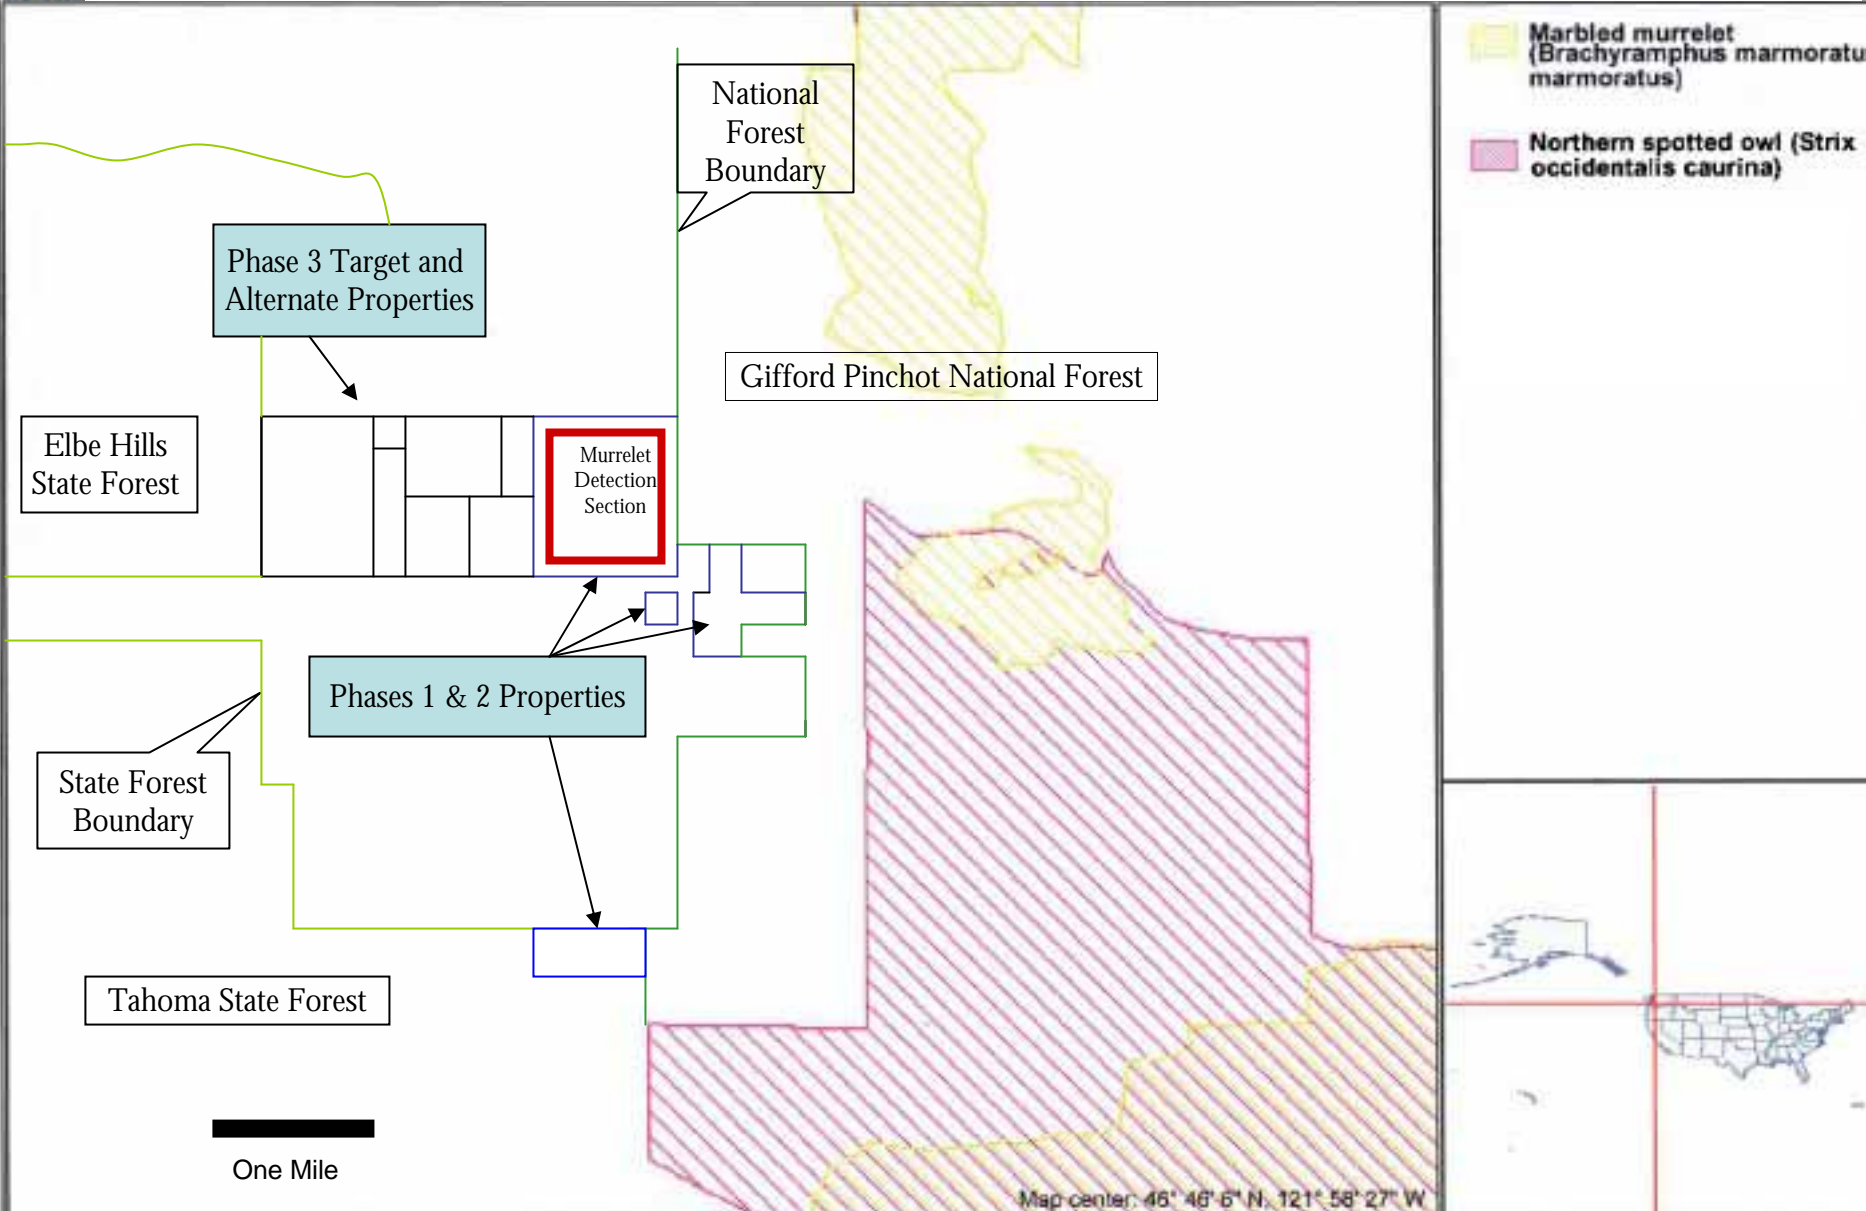 National
Forest
Boundary
Marbled murrelet
(Brachyramphus marmoratu
marmoratus)
Northern spotted owl (Strix
occidentalis caurina)
Phase 3 Target and
Alternate Properties
Gifford Pinchot National Forest
Elbe Hills
State Forest
Murrelet
Detection
Section
Phases 1 & 2 Properties
State Forest
Boundary
Tahoma State Forest
One Mile
Map center: 46° 46' 6" N, 121° 58' 27" W